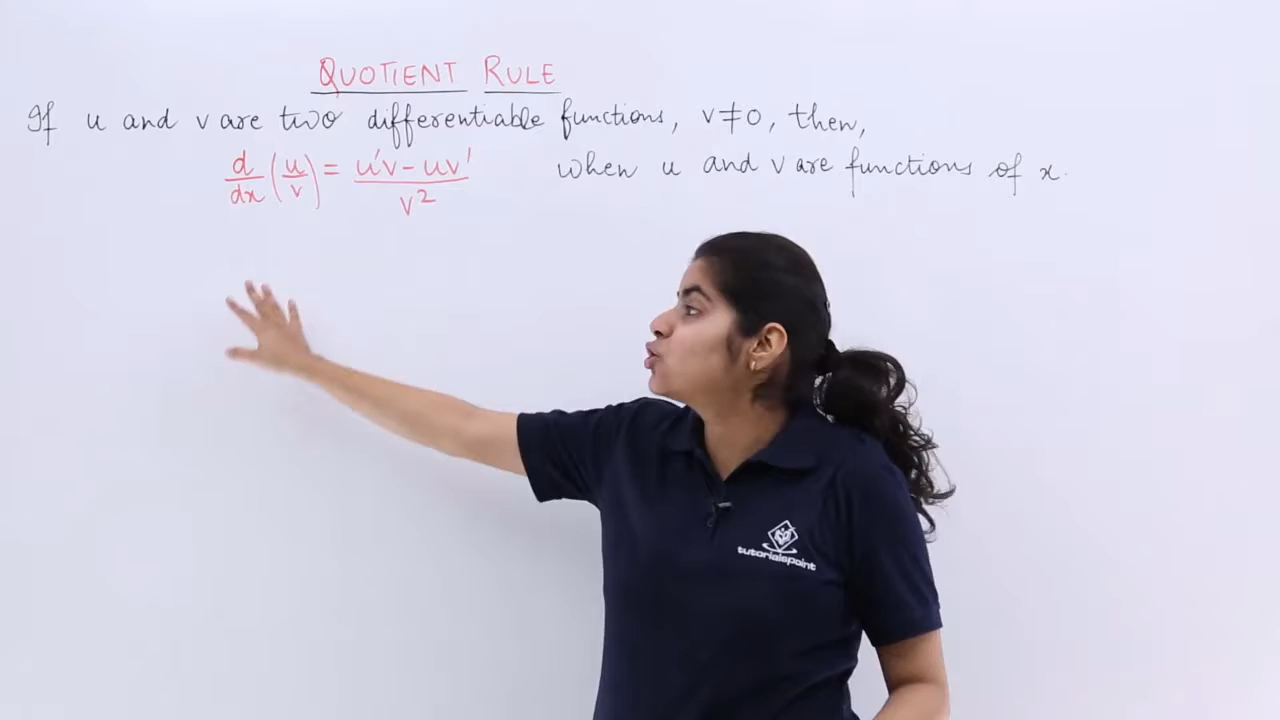 QUOTIENT RULE
If u and v are two differentiable functions, v≠0, then,
d/dx (u/v) = (u'v - uv')/v² when u and v are functions of x.
tutorialspoint